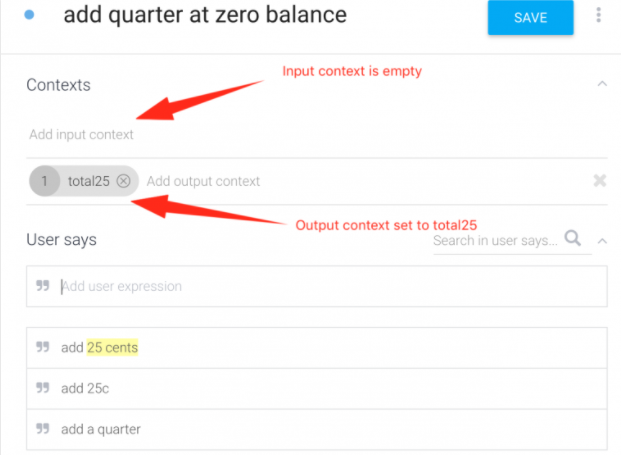 add quarter at zero balance
SAVE
Input context is empty
Contexts
Add input context
1 total25 Add output context
Output context set to total25
User says
Search in user says...
Add user expression
add 25 cents
add 25c
add a quarter